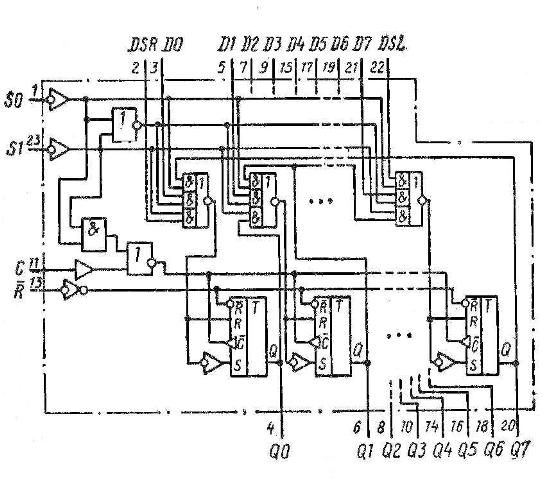 DSR D0 D1 D2 D3 D4 D5 D6 D7 DSL
2 3 5 7 9 15 17 19 21 22
S0 1
1
S1 23
& 1 & 1 & 1
& & &
& & &
&
1
C 11
R̅ 13
R̅ T R̅ T R̅ T
R R R
C̅ Q C̅ Q C̅ Q
S S S
4 6 8 10 14 16 18 20
Q0 Q1 Q2 Q3 Q4 Q5 Q6 Q7